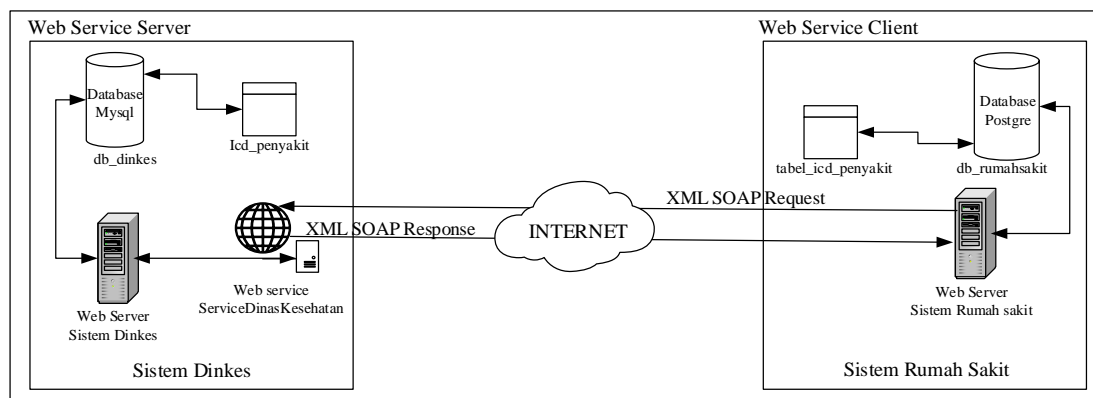 Web Service Server
Database
Mysql
db_dinkes
Icd_penyakit
Web Server
Sistem Dinkes
Web service
ServiceDinasKesehatan
Sistem Dinkes
XML SOAP Response
INTERNET
XML SOAP Request
Web Service Client
Database
Postgre
tabel_icd_penyakit
db_rumahsakit
Web Server
Sistem Rumah sakit
Sistem Rumah Sakit